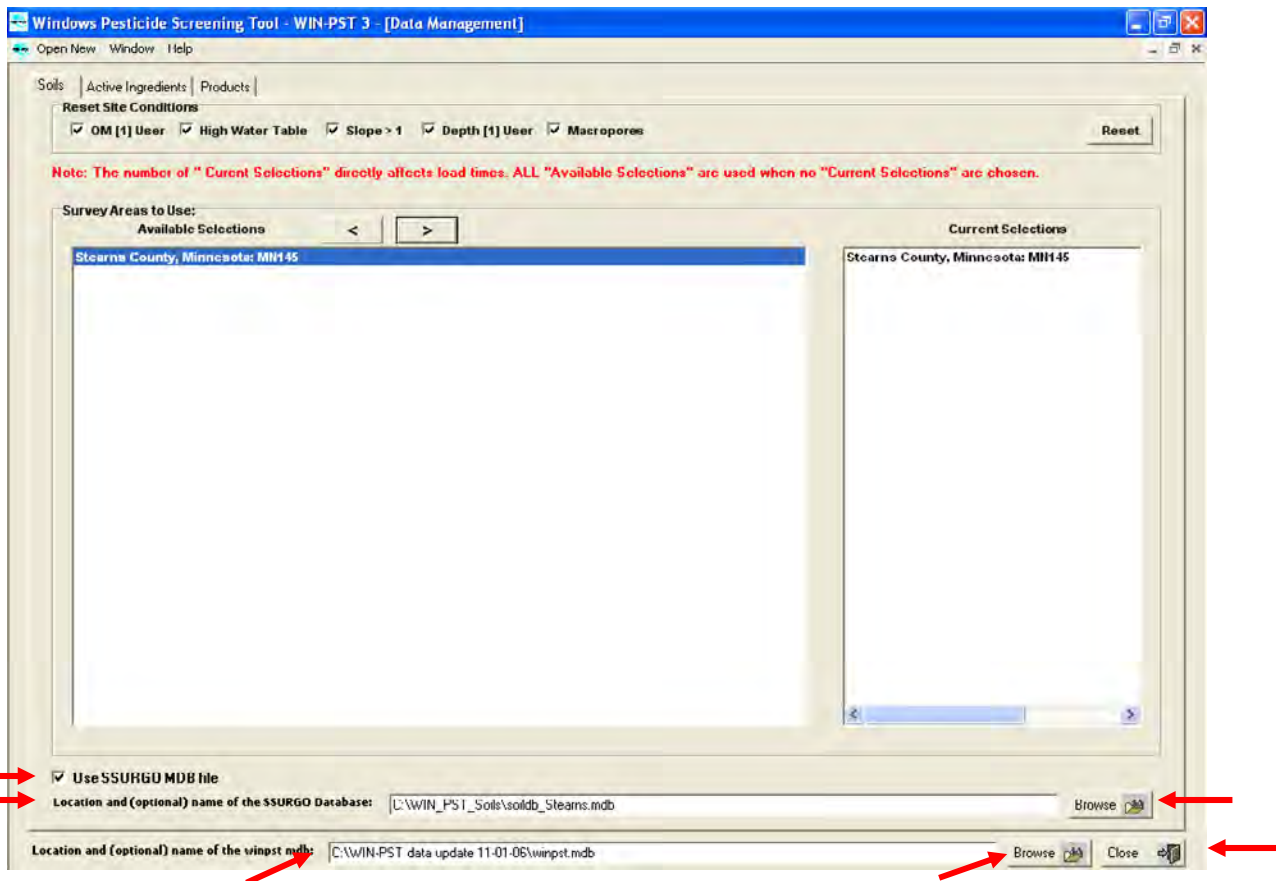 Windows Pesticide Screening Tool - WIN-PST 3 - [Data Management]
Open New Window Help
Soils Active Ingredients Products
Reset Site Conditions
OM [1] User High Water Table Slope > 1 Depth [1] User Macropores Reset
Note: The number of " Curent Selections" directly affects load times. ALL "Available Selections" are used when no "Current Selections" are chosen.
Survey Areas to Use:
Available Selections < > Current Selections
Stearns County, Minnesota: MN145 Stearns County, Minnesota: MN145
Use SSURGO MDB file
Location and (optional) name of the SSURGO Database: C:\WIN_PST_Soils\soildb_Stearns.mdb Browse
Location and (optional) name of the winpst mdb: C:\WIN-PST data update 11-01-06\winpst.mdb Browse Close